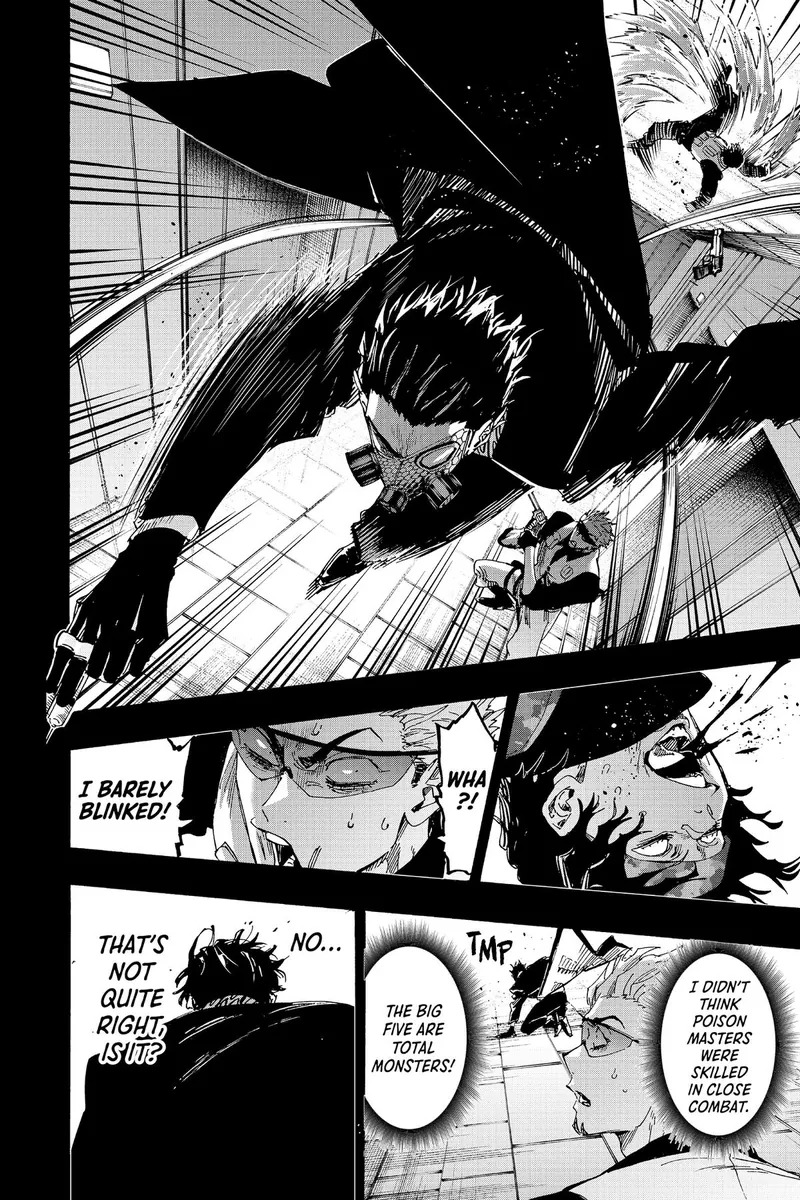 WHA
?!
I BARELY
BLINKED!
I DIDN'T
THINK
POISON
MASTERS
WERE
SKILLED
IN CLOSE
COMBAT.
TMP
THE BIG
FIVE ARE
TOTAL
MONSTERS!
NO...
THAT'S
NOT
QUITE
RIGHT,
IS IT?